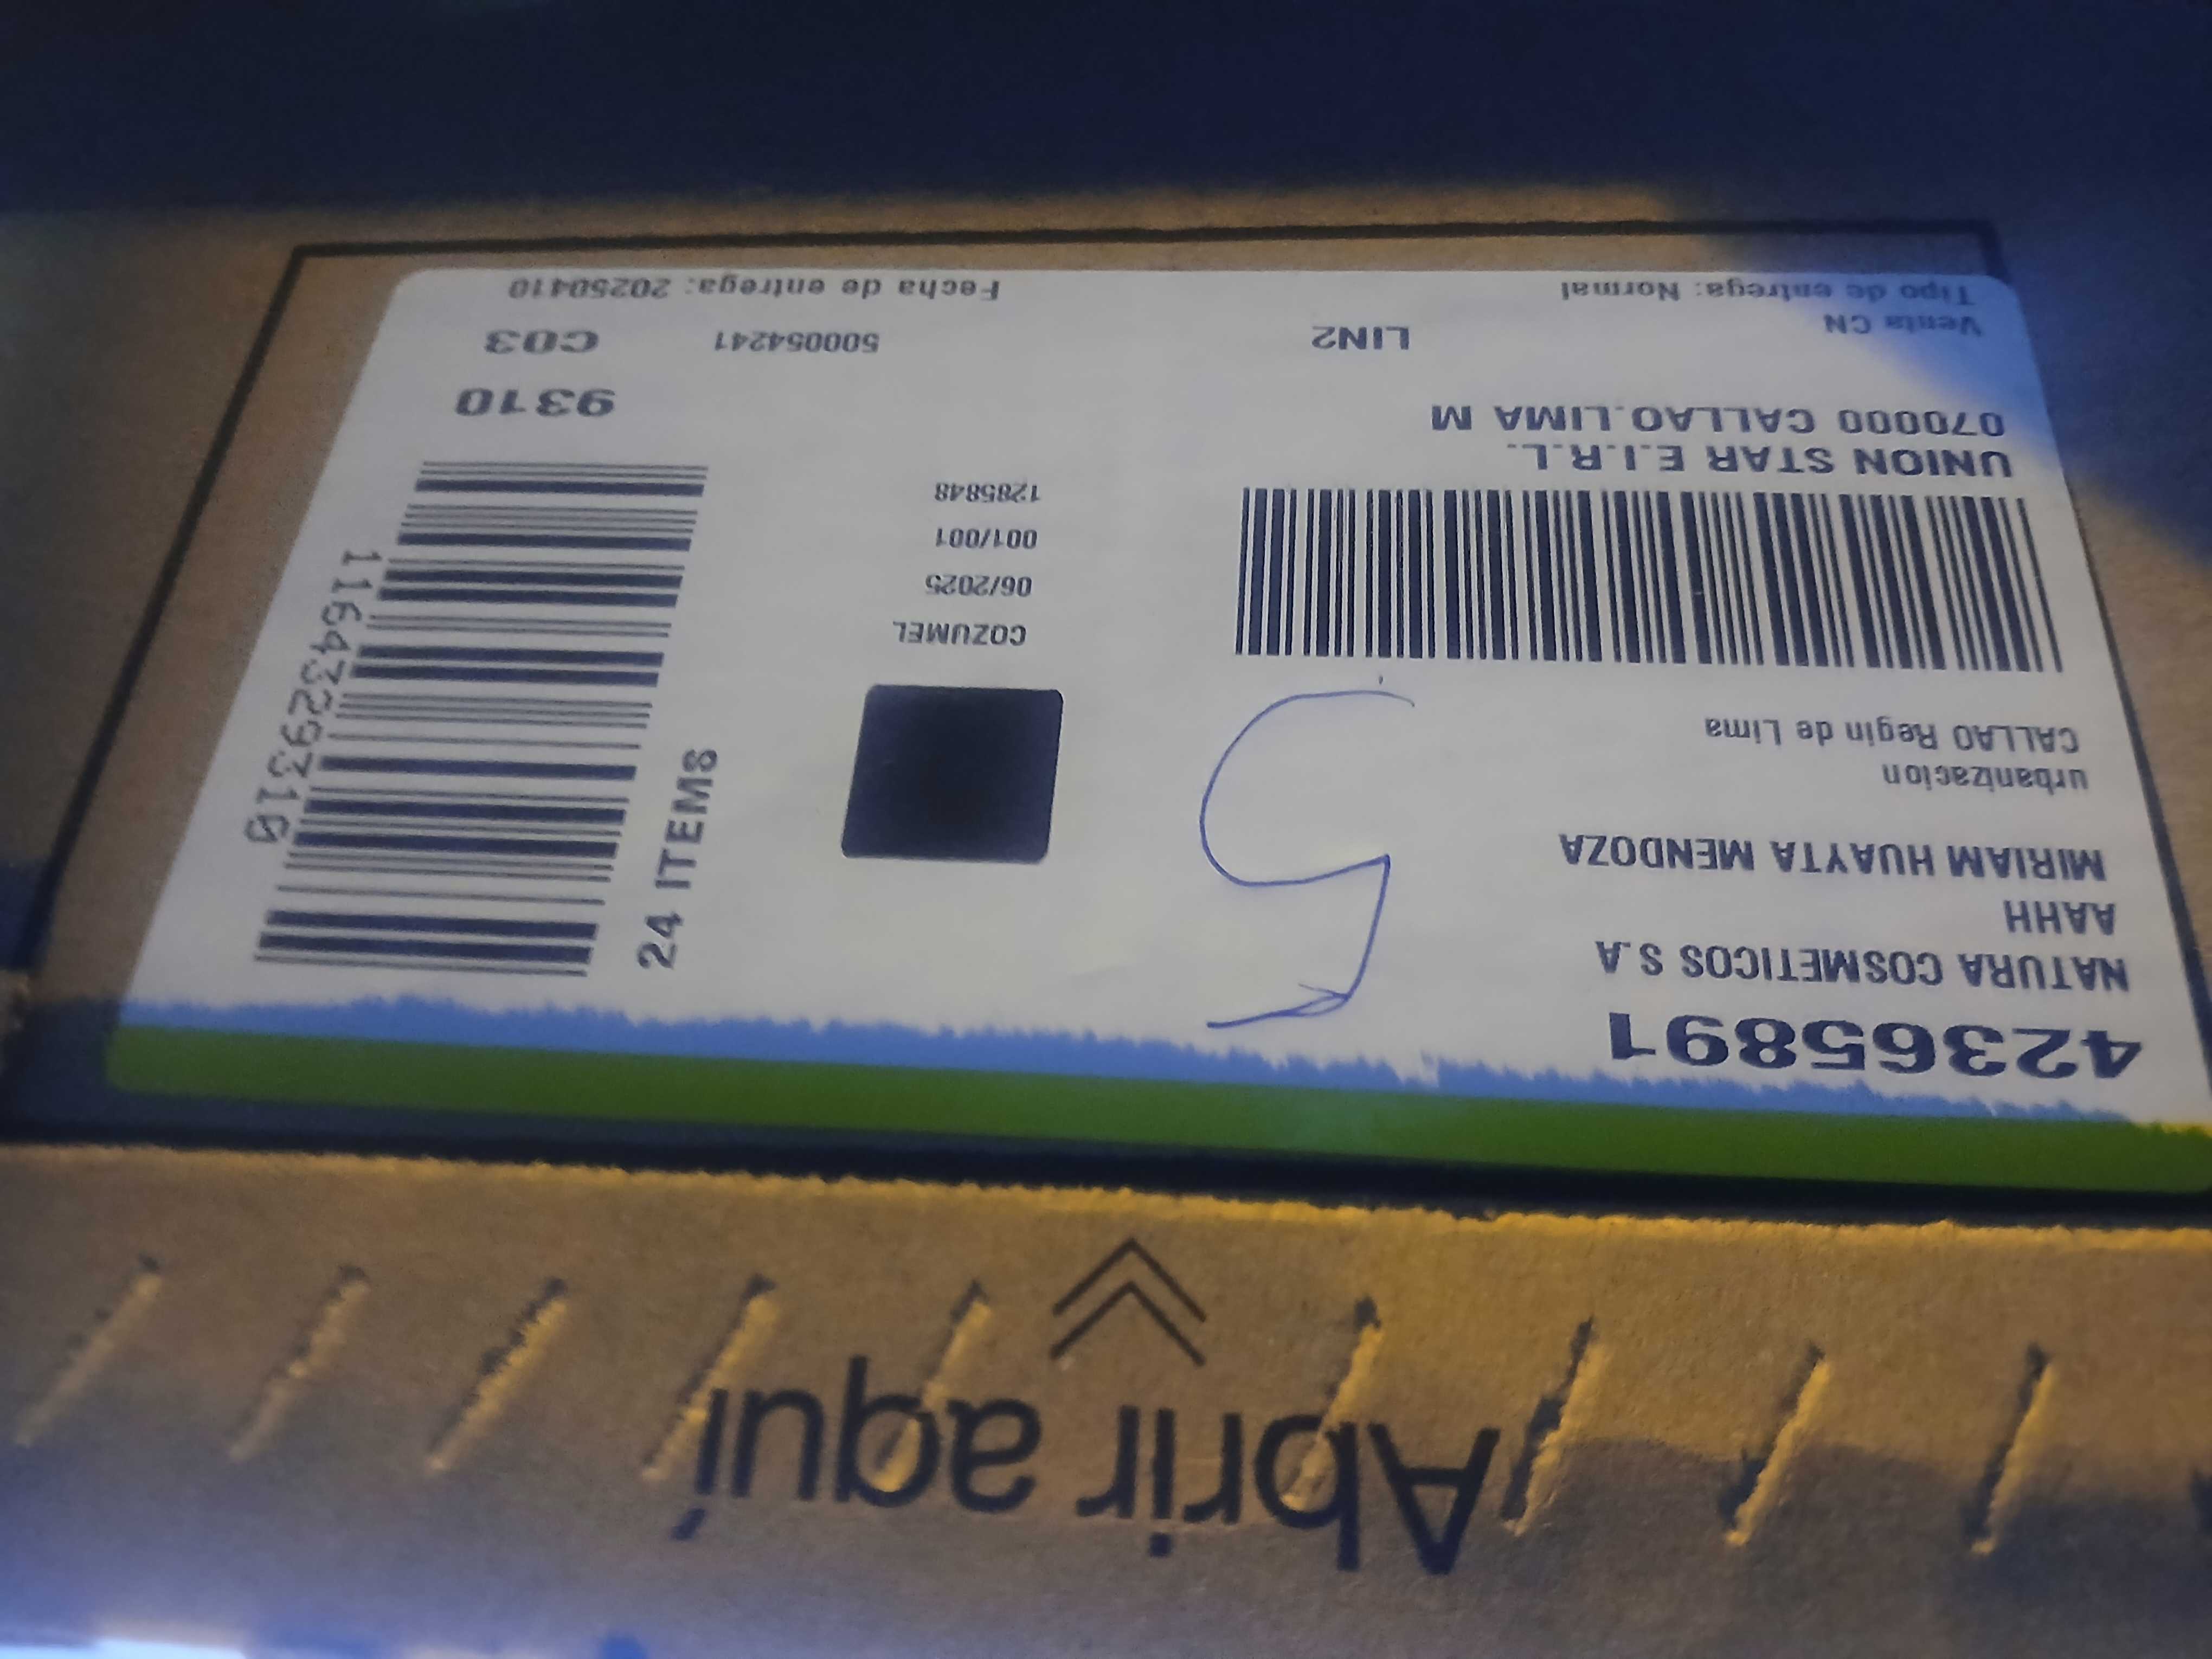 Abrir aquí
42365891
NATURA COSMETICOS S.A
AAHH
MIRIAM HUAYTA MENDOZA
urbanizacion
CALLAO Regin de Lima
UNION STAR E.I.R.L.
070000 CALLAO.LIMA M
Venta CN
LIN2
Tipo de entrega: Normal
5
COZUMEL
06/2025
001/001
1285848
24 ITEMS
1164329310
9310
500054241
C03
Fecha de entrega: 20250410